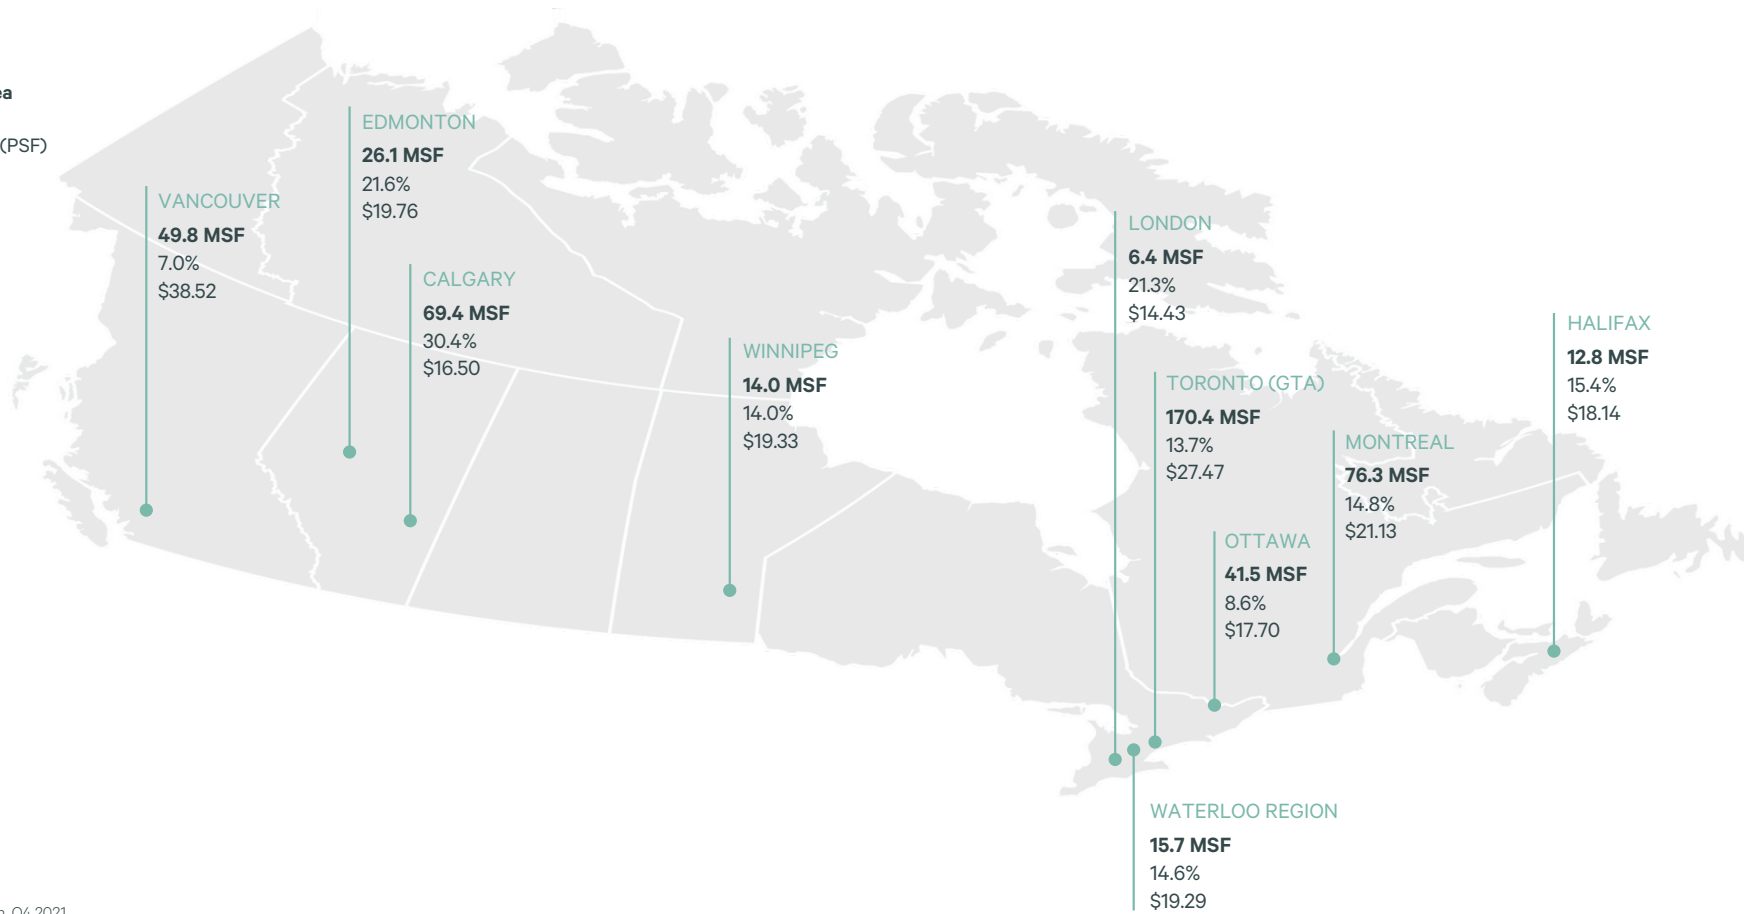 (PSF)
EDMONTON
26.1 MSF
21.6%
$19.76
VANCOUVER
49.8 MSF
7.0%
$38.52
CALGARY
69.4 MSF
30.4%
$16.50
WINNIPEG
14.0 MSF
14.0%
$19.33
LONDON
6.4 MSF
21.3%
$14.43
TORONTO (GTA)
170.4 MSF
13.7%
$27.47
OTTAWA
41.5 MSF
8.6%
$17.70
MONTREAL
76.3 MSF
14.8%
$21.13
HALIFAX
12.8 MSF
15.4%
$18.14
WATERLOO REGION
15.7 MSF
14.6%
$19.29
Q4 2021